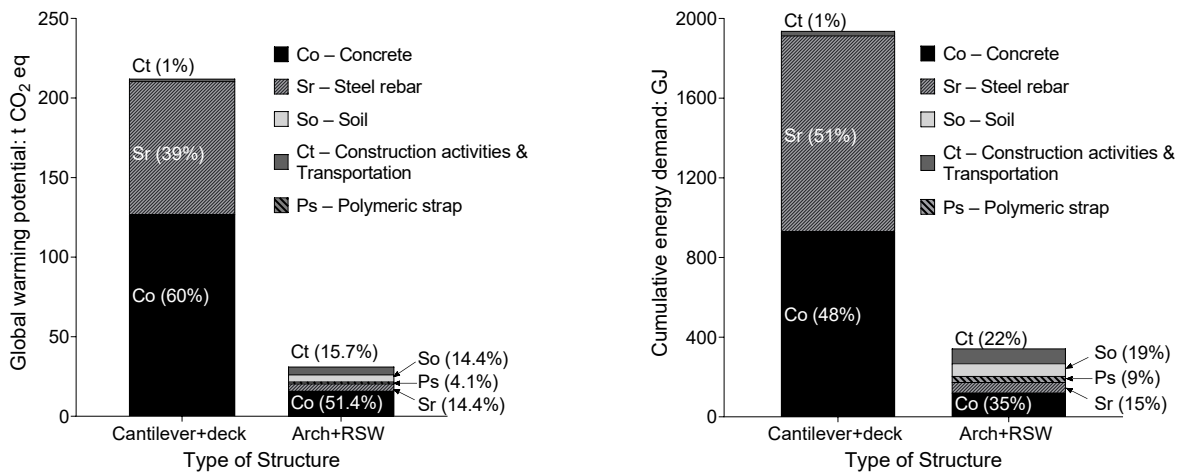 Global warming potential: t CO₂ eq
250
200
150
100
50
0
Ct (1%)
Sr (39%)
Co (60%)
Ct (15.7%)
So (14.4%)
Ps (4.1%)
Sr (14.4%)
Co (51.4%)
Co – Concrete
Sr – Steel rebar
So – Soil
Ct – Construction activities &
Transportation
Ps – Polymeric strap
Cantilever+deck
Arch+RSW
Type of Structure
Cumulative energy demand: GJ
2000
1600
1200
800
400
0
Ct (1%)
Sr (51%)
Co (48%)
Ct (22%)
So (19%)
Ps (9%)
Sr (15%)
Co (35%)
Co – Concrete
Sr – Steel rebar
So – Soil
Ct – Construction activities &
Transportation
Ps – Polymeric strap
Cantilever+deck
Arch+RSW
Type of Structure